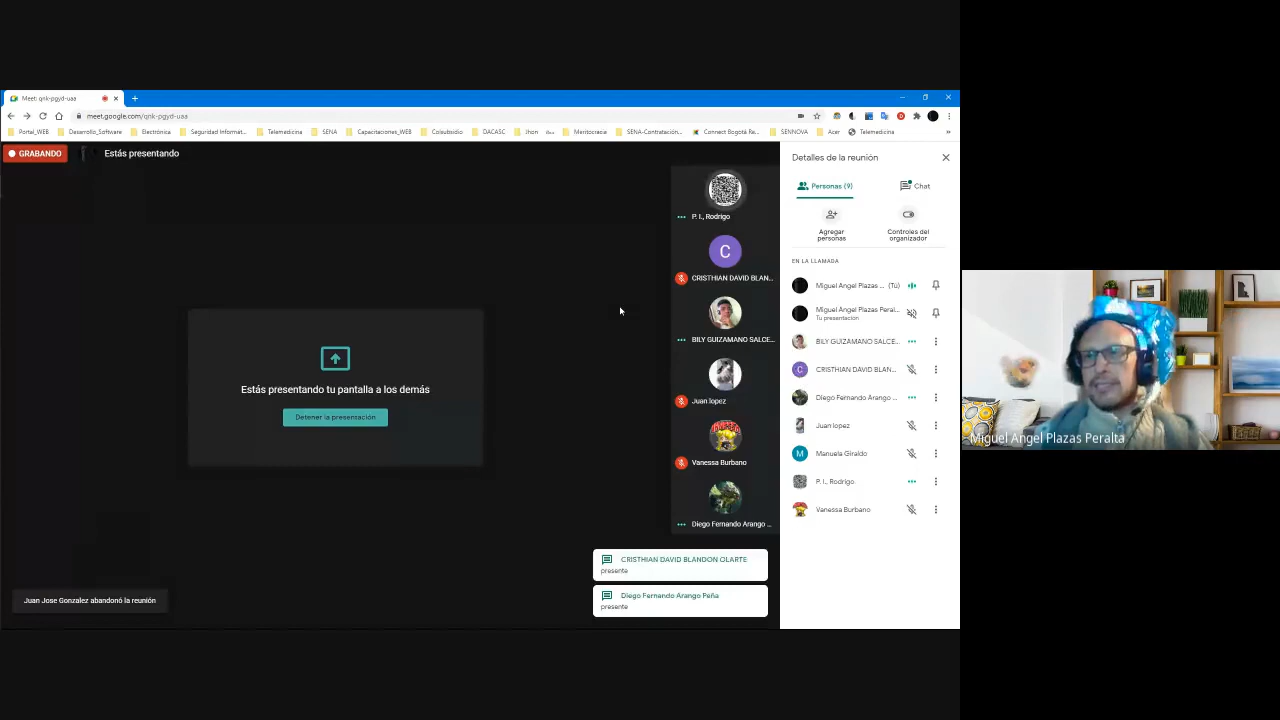 Meet: qnk-pgyd-uaa
meet.google.com/qnk-pgyd-uaa
Portal_WEB
Desarrollo_Software
Electrónica
Seguridad Informát...
Telemedicina
SENA
Capacitaciones_WEB
Colsubsidio
DACASC
Jhon
Meritocracia
SENA-Contratación...
Connect Bogotá Re...
SENNOVA
Acer
Telemedicina
»
GRABANDO
Estás presentando
Estás presentando tu pantalla a los demás
Detener la presentación
Juan Jose Gonzalez abandonó la reunión
P. I., Rodrigo
C
CRISTHIAN DAVID BLAN...
BILY GUIZAMANO SALCE...
Juan lopez
Vanessa Burbano
Diego Fernando Arango ...
CRISTHIAN DAVID BLANDON OLARTE
presente
Diego Fernando Arango Peña
presente
Detalles de la reunión
Personas (9)
Chat
Agregar
personas
Controles del
organizador
EN LA LLAMADA
Miguel Angel Plazas ... (Tú)
Miguel Angel Plazas Peral...
Tu presentación
BILY GUIZAMANO SALCE...
CRISTHIAN DAVID BLAN...
Diego Fernando Arango ...
Juan lopez
M
Manuela Giraldo
P. I., Rodrigo
Vanessa Burbano
Miguel Angel Plazas Peralta